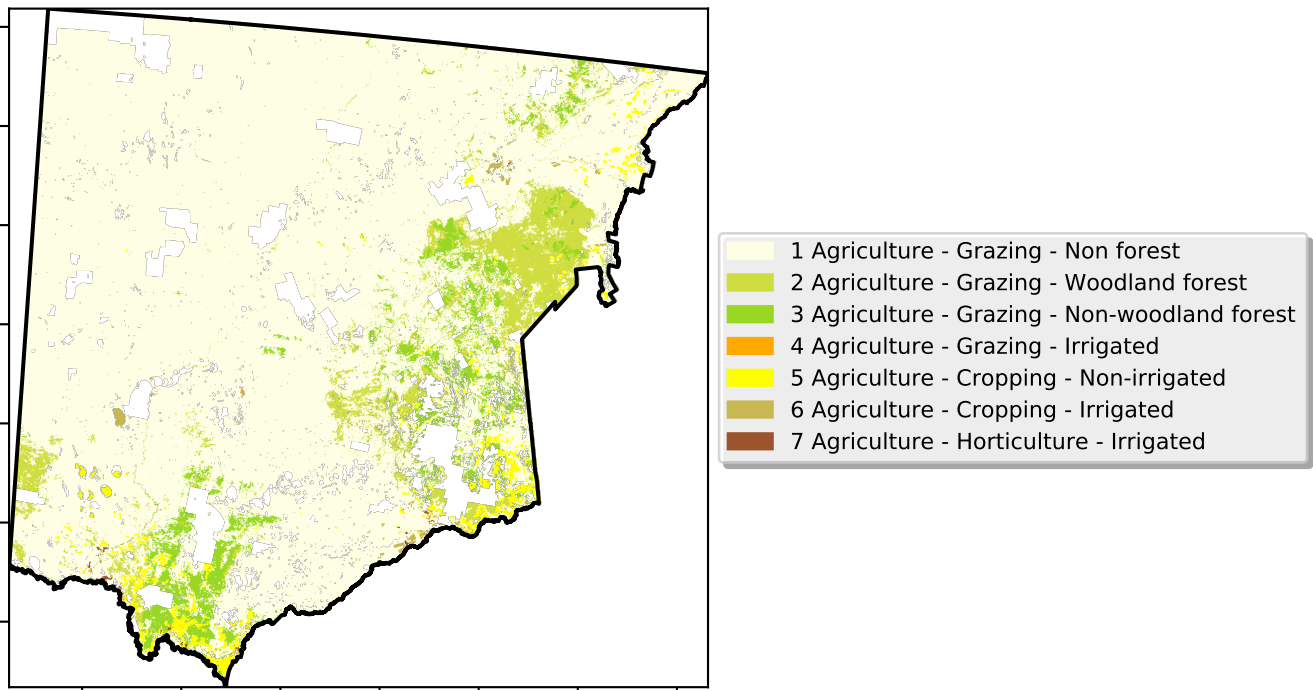 1 Agriculture - Grazing - Non forest
2 Agriculture - Grazing - Woodland forest
3 Agriculture - Grazing - Non-woodland forest
4 Agriculture - Grazing - Irrigated
5 Agriculture - Cropping - Non-irrigated
6 Agriculture - Cropping - Irrigated
7 Agriculture - Horticulture - Irrigated